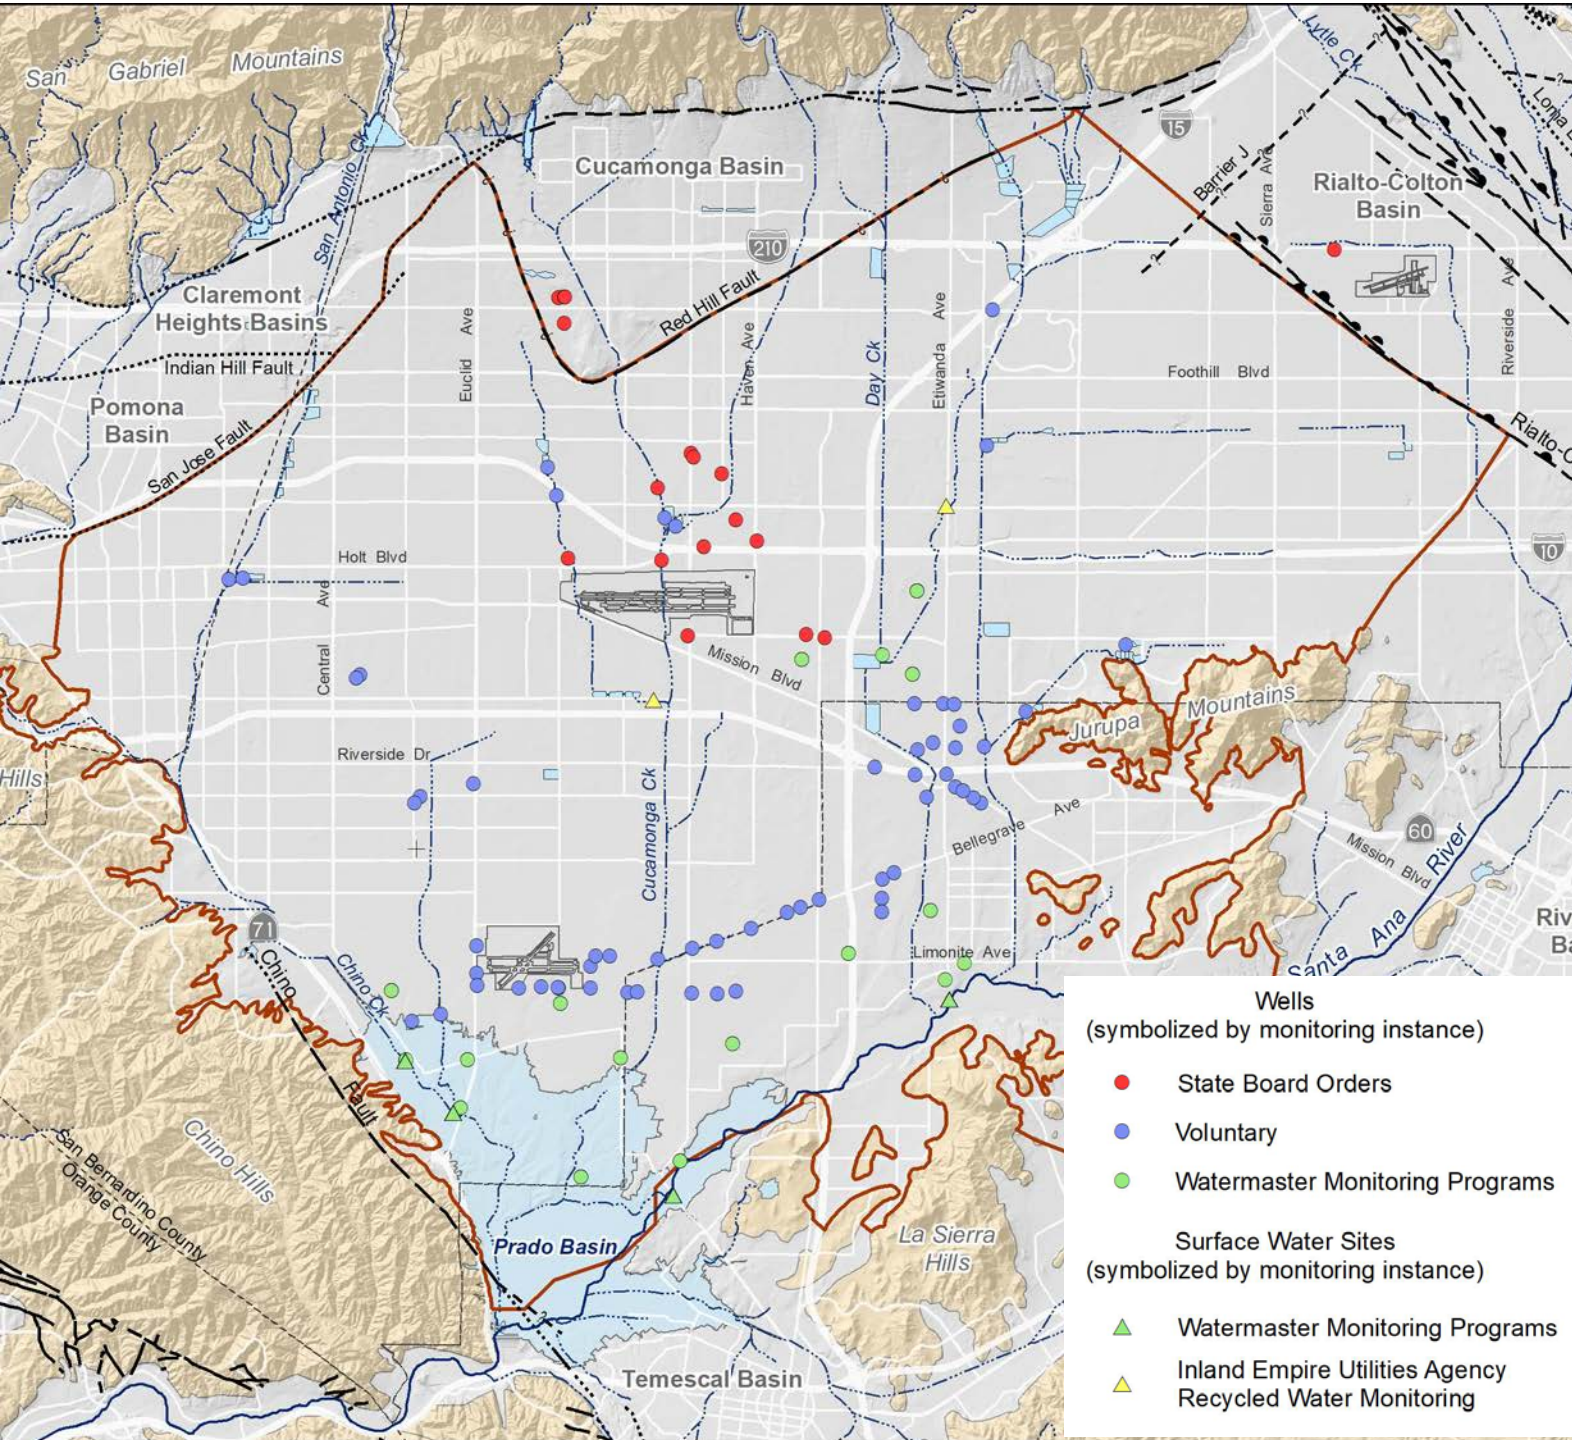 San Gabriel Mountains
Lytle Ck
Loma L
15
San Antonio Ck
Cucamonga Basin
Barrier J
Sierra Ave
Rialto-Colton
Basin
210
Claremont
Heights Basins
Red Hill Fault
Euclid Ave
Haven Ave
Day Ck
Etiwanda Ave
Riverside Ave
Indian Hill Fault
Foothill Blvd
Pomona
Basin
San Jose Fault
Rialto-C
Holt Blvd
10
Central Ave
Mission Blvd
Jurupa Mountains
Riverside Dr
Hills
Cucamonga Ck
Bellegrave Ave
60
Mission Blvd
Santa Ana River
Riv
Ba
71
Chino Fault
Chino Ck
Limonite Ave
Chino Hills
San Bernardino County
Orange County
Prado Basin
La Sierra
Hills
Temescal Basin
Wells
(symbolized by monitoring instance)
State Board Orders
Voluntary
Watermaster Monitoring Programs
Surface Water Sites
(symbolized by monitoring instance)
Watermaster Monitoring Programs
Inland Empire Utilities Agency
Recycled Water Monitoring